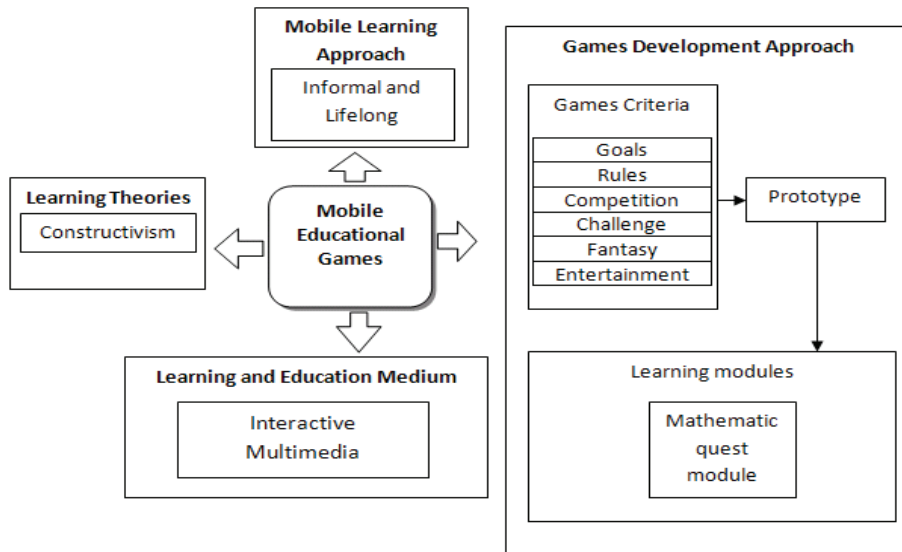 Mobile Learning
Approach
Informal and
Lifelong
Learning Theories
Constructivism
Mobile
Educational
Games
Learning and Education Medium
Interactive
Multimedia
Games Development Approach
Games Criteria
Goals
Rules
Competition
Challenge
Fantasy
Entertainment
Prototype
Learning modules
Mathematic
quest
module